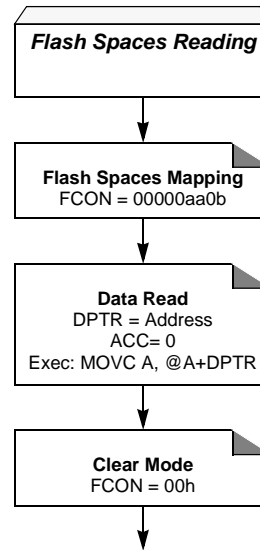 Flash Spaces Reading
Flash Spaces Mapping
FCON = 00000aa0b
Data Read
DPTR = Address
ACC= 0
Exec: MOVC A, @A+DPTR
Clear Mode
FCON = 00h